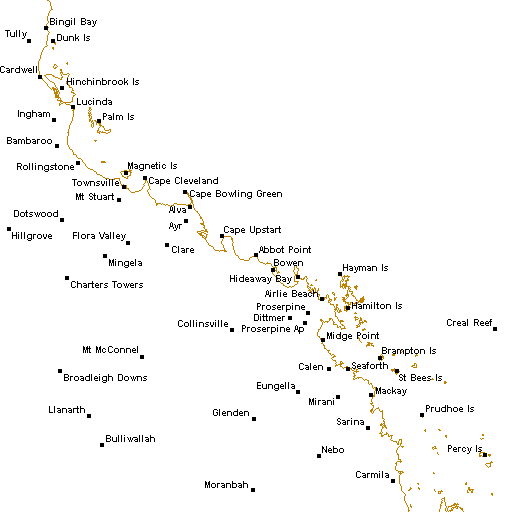 Bingil Bay
Tully
Dunk Is
Cardwell
Hinchinbrook Is
Lucinda
Ingham
Palm Is
Bambaroo
Rollingstone
Magnetic Is
Townsville
Cape Cleveland
Mt Stuart
Cape Bowling Green
Alva
Dotswood
Ayr
Hillgrove
Cape Upstart
Flora Valley
Clare
Abbot Point
Mingela
Bowen
Hayman Is
Charters Towers
Hideaway Bay
Airlie Beach
Proserpine
Hamilton Is
Dittmer
Collinsville
Proserpine Ap
Creal Reef
Midge Point
Mt McConnel
Brampton Is
Broadleigh Downs
Calen
Seaforth
St Bees Is
Eungella
Mackay
Mirani
Llanarth
Glenden
Prudhoe Is
Sarina
Bulliwallah
Nebo
Percy Is
Carmila
Moranbah